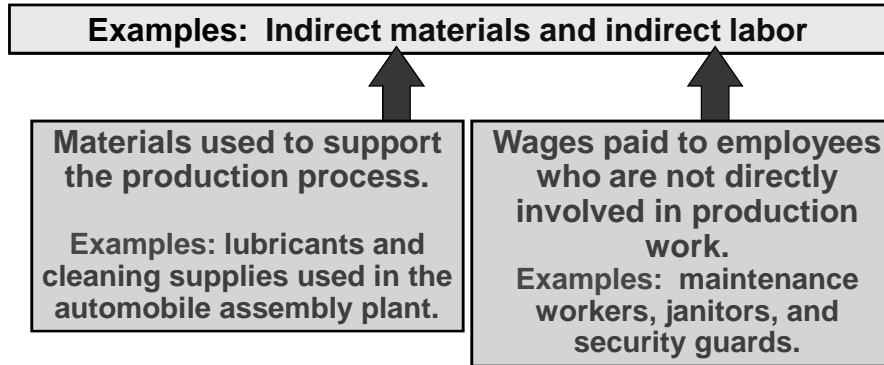 Examples: Indirect materials and indirect labor
Materials used to support
the production process.
Examples: lubricants and
cleaning supplies used in the
automobile assembly plant.
Wages paid to employees
who are not directly
involved in production
work.
Examples: maintenance
workers, janitors, and
security guards.